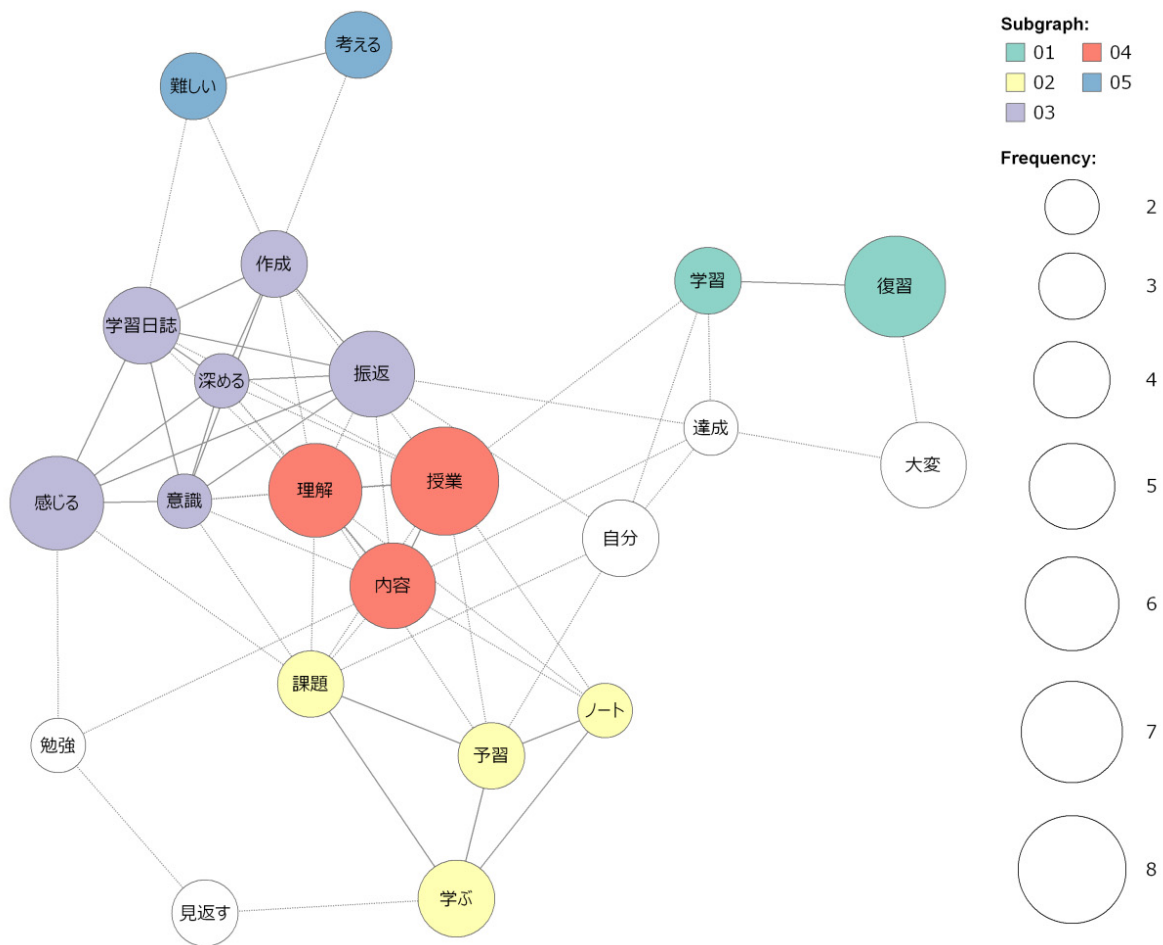 考える
難しい
作成
学習日誌
深める
振返
感じる
意識
理解
授業
内容
学習
復習
達成
大変
自分
課題
ノート
予習
勉強
学ぶ
見返す
Subgraph:
01 04
02 05
03
Frequency:
2
3
4
5
6
7
8